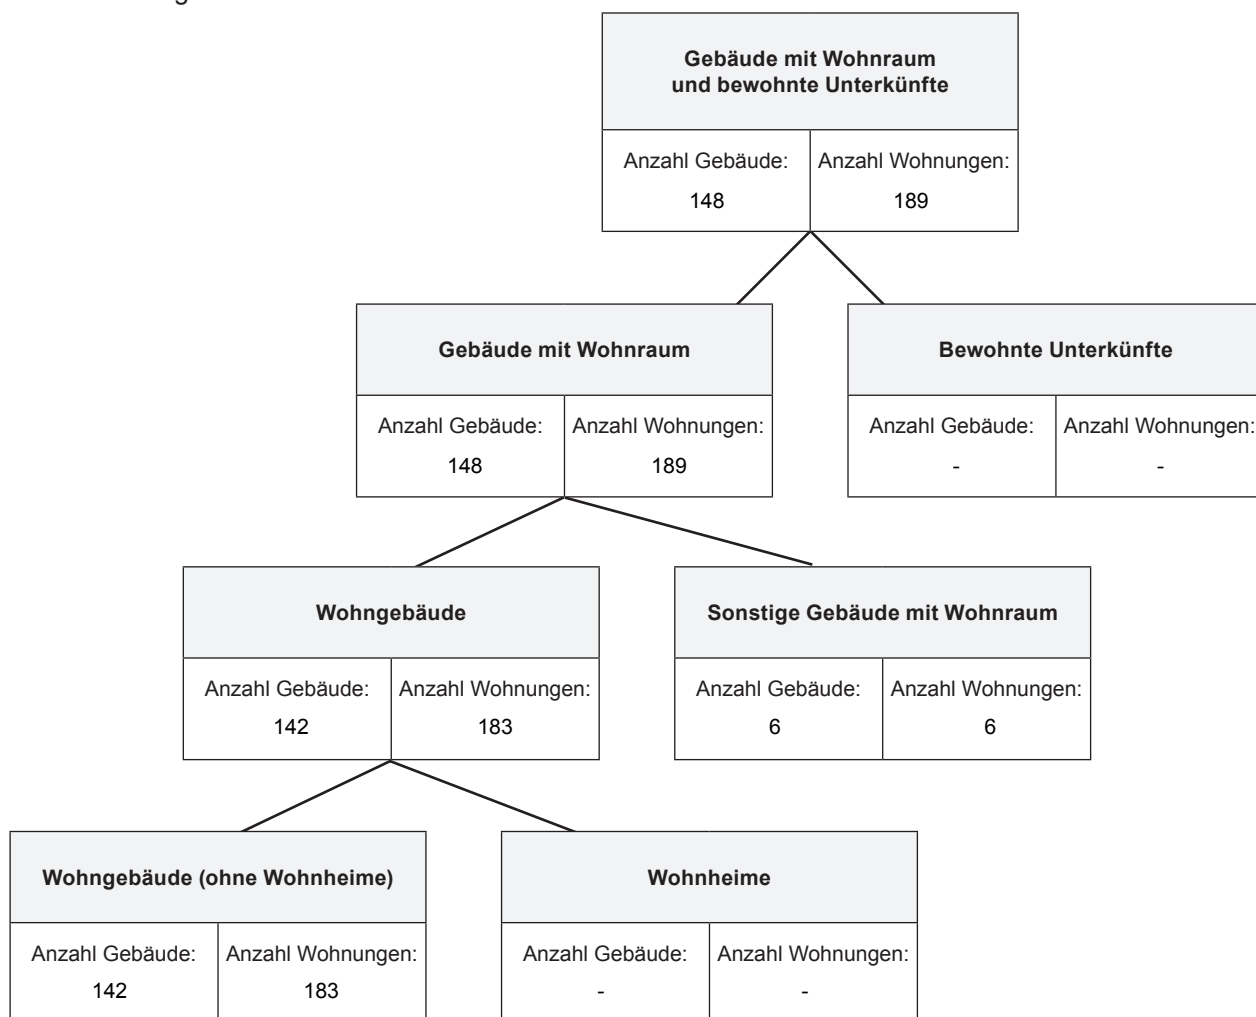 Gebäude mit Wohnraum
und bewohnte Unterkünfte
Anzahl Gebäude: Anzahl Wohnungen:
148 189
Gebäude mit Wohnraum Bewohnte Unterkünfte
Anzahl Gebäude: Anzahl Wohnungen: Anzahl Gebäude: Anzahl Wohnungen:
148 189 - -
Wohngebäude Sonstige Gebäude mit Wohnraum
Anzahl Gebäude: Anzahl Wohnungen: Anzahl Gebäude: Anzahl Wohnungen:
142 183 6 6
Wohngebäude (ohne Wohnheime) Wohnheime
Anzahl Gebäude: Anzahl Wohnungen: Anzahl Gebäude: Anzahl Wohnungen:
142 183 - -